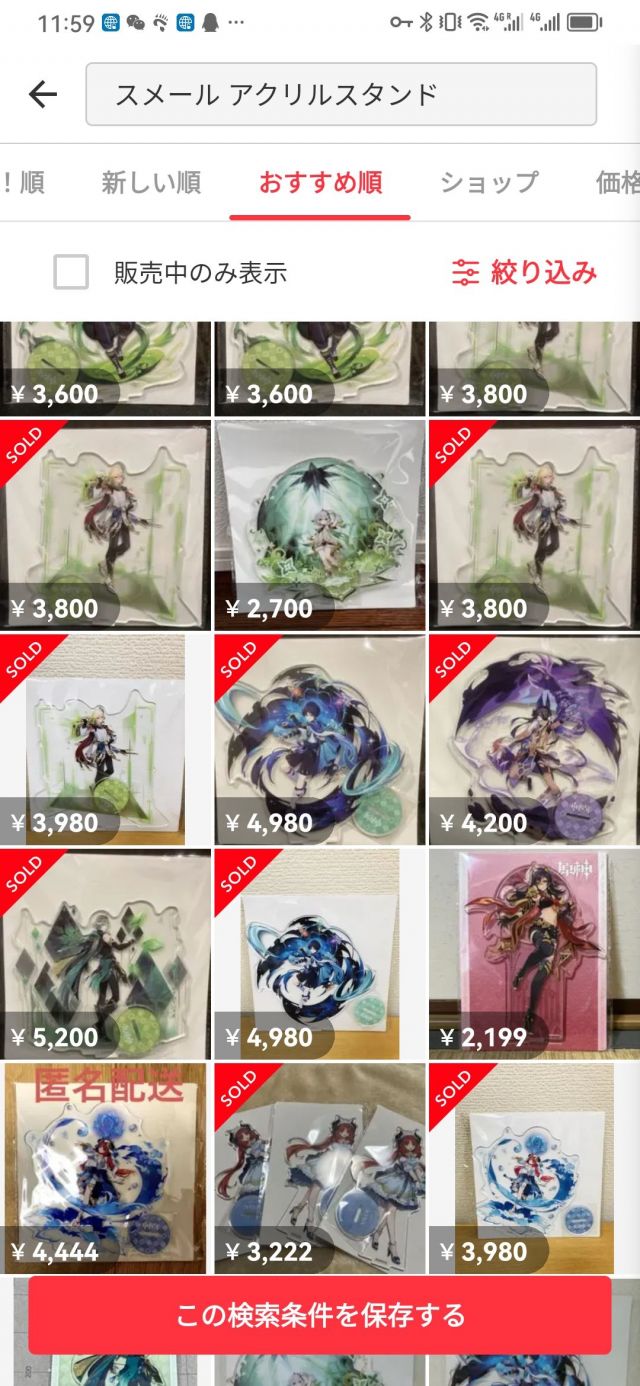 11:59
スメール アクリルスタンド
！順 新しい順 おすすめ順 ショップ 価格
販売中のみ表示 絞り込み
¥ 3,600 ¥ 3,600 ¥ 3,800
SOLD SOLD
¥ 3,800 ¥ 2,700 ¥ 3,800
SOLD SOLD SOLD
¥ 3,980 ¥ 4,980 ¥ 4,200
SOLD SOLD 原神
¥ 5,200 ¥ 4,980 ¥ 2,199
匿名配送 SOLD SOLD
¥ 4,444 ¥ 3,222 ¥ 3,980
この検索条件を保存する